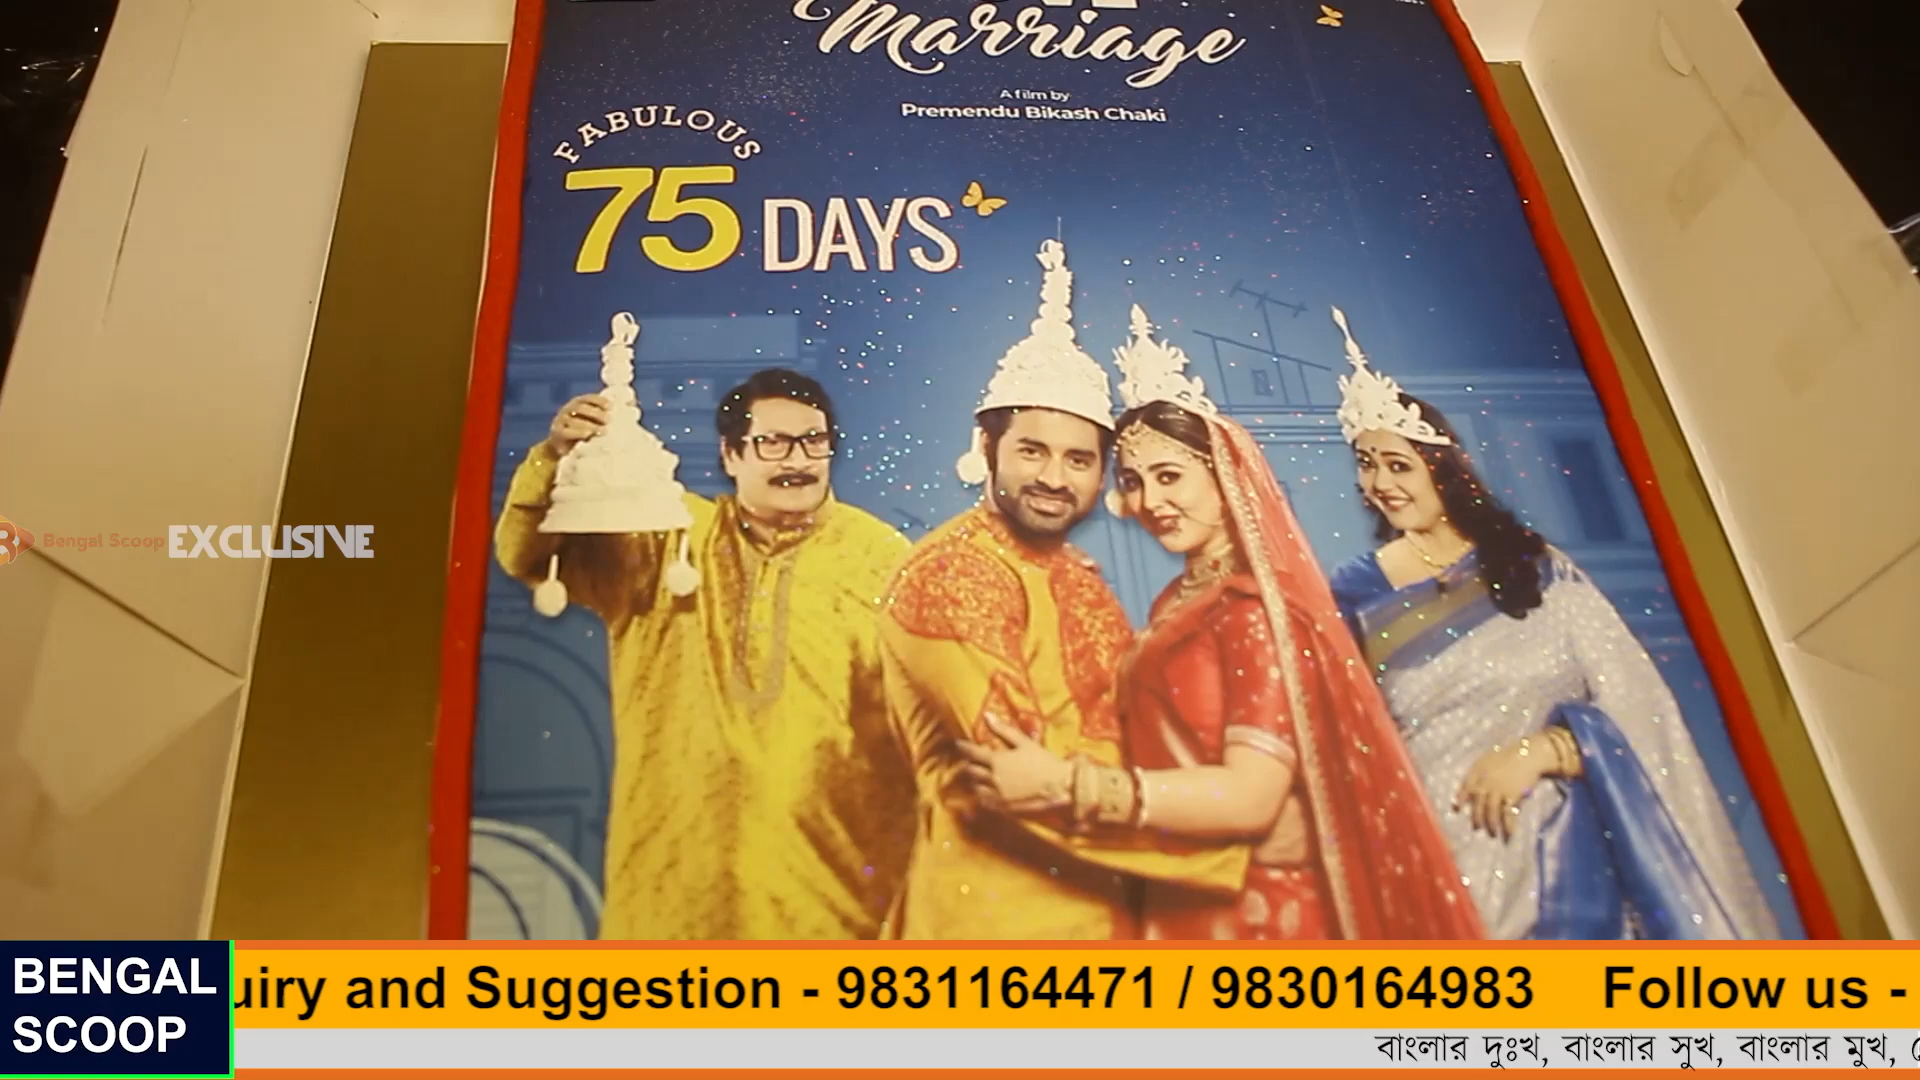 Marriage
A film by
Premendu Bikash Chaki
FABULOUS
75 DAYS
Bengal Scoop EXCLUSIVE
BENGAL
SCOOP
uiry and Suggestion - 9831164471 / 9830164983 Follow us -
বাংলার দুঃখ, বাংলার সুখ, বাংলার মুখ,